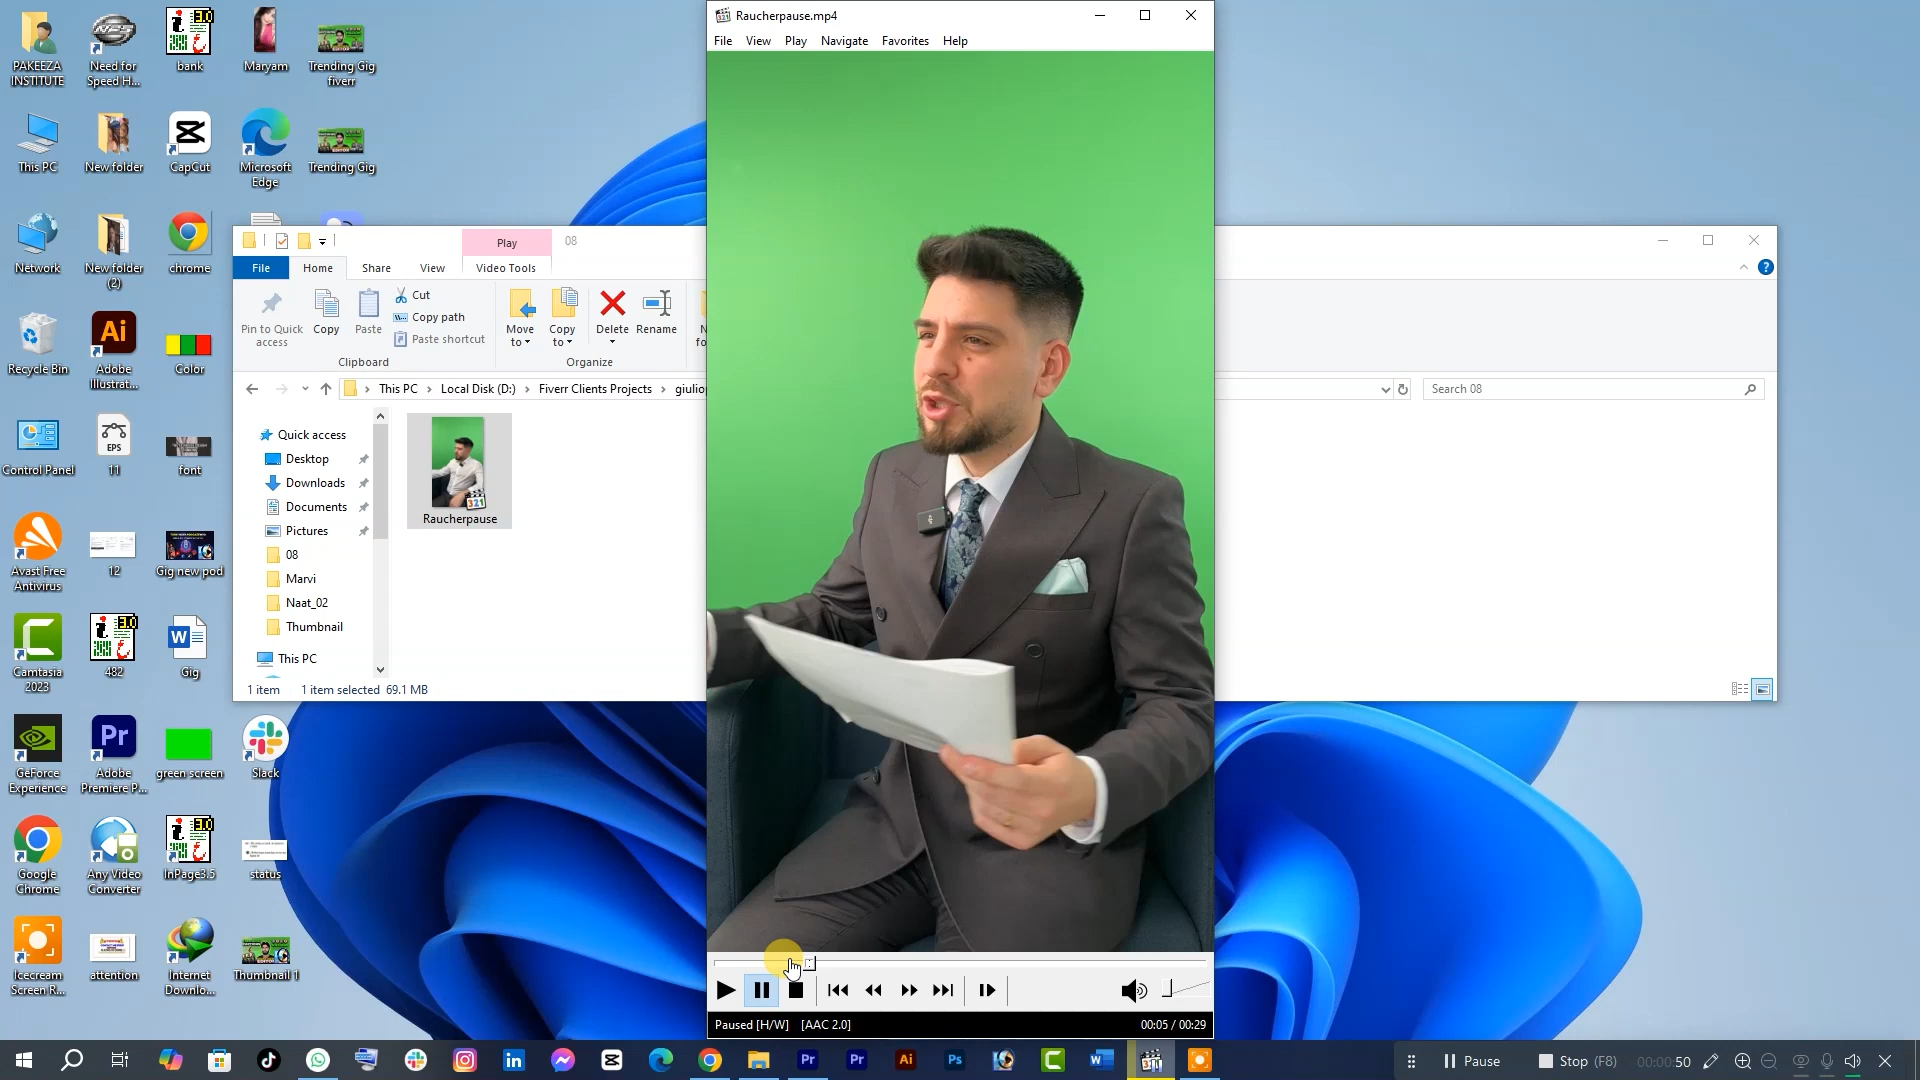 PAKEEZA
INSTITUTE
Need for
Speed H...
bank
Maryam
Trending Gig
fiverr
This PC
New folder
CapCut
Microsoft
Edge
Trending Gig
Network
New folder
(2)
chrome
Recycle Bin
Adobe
Illustrat...
Color
Control Panel
EPS
11
font
Avast Free
Antivirus
12
Gig new pod
Camtasia
2023
482
Gig
GeForce
Experience
Adobe
Premiere P...
green screen
Slack
Google
Chrome
Any Video
Converter
InPage3.5
status
Icecream
Screen R...
attention
Internet
Downlo...
Thumbnail 1
Raucherpause.mp4
File View Play Navigate Favorites Help
Play
08
File Home Share View Video Tools
Pin to Quick
access
Copy
Paste
Cut
Copy path
Paste shortcut
Move
to
Copy
to
Delete
Rename
Clipboard
Organize
This PC › Local Disk (D:) › Fiverr Clients Projects ›
Search 08
Quick access
Desktop
Downloads
Documents
Pictures
08
Marvi
Naat_02
Thumbnail
This PC
Raucherpause
1 item 1 item selected 69.1 MB
Paused [H/W] [AAC 2.0] 00:05 / 00:29
Pause Stop (F8) 00:00:50